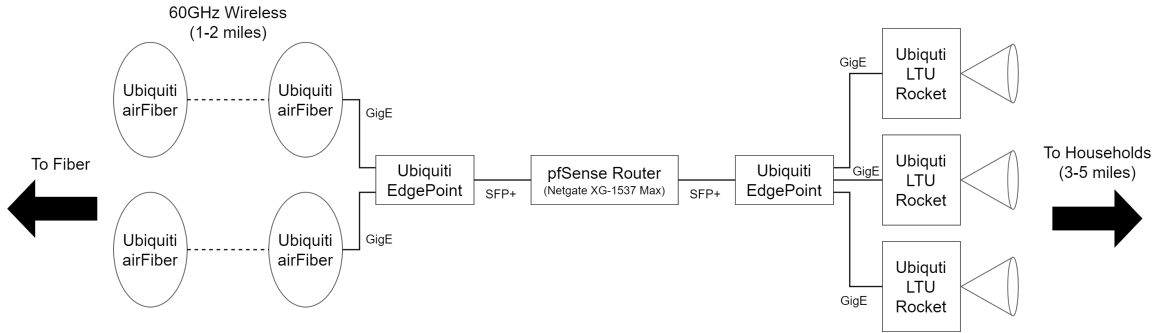 60GHz Wireless
(1-2 miles)
Ubiquiti
airFiber
Ubiquiti
airFiber
GigE
To Fiber
Ubiquiti
airFiber
Ubiquiti
airFiber
GigE
Ubiquiti
EdgePoint
SFP+
pfSense Router
(Netgate XG-1537 Max)
SFP+
Ubiquiti
EdgePoint
GigE
Ubiquti
LTU
Rocket
GigE
Ubiquti
LTU
Rocket
GigE
Ubiquti
LTU
Rocket
To Households
(3-5 miles)